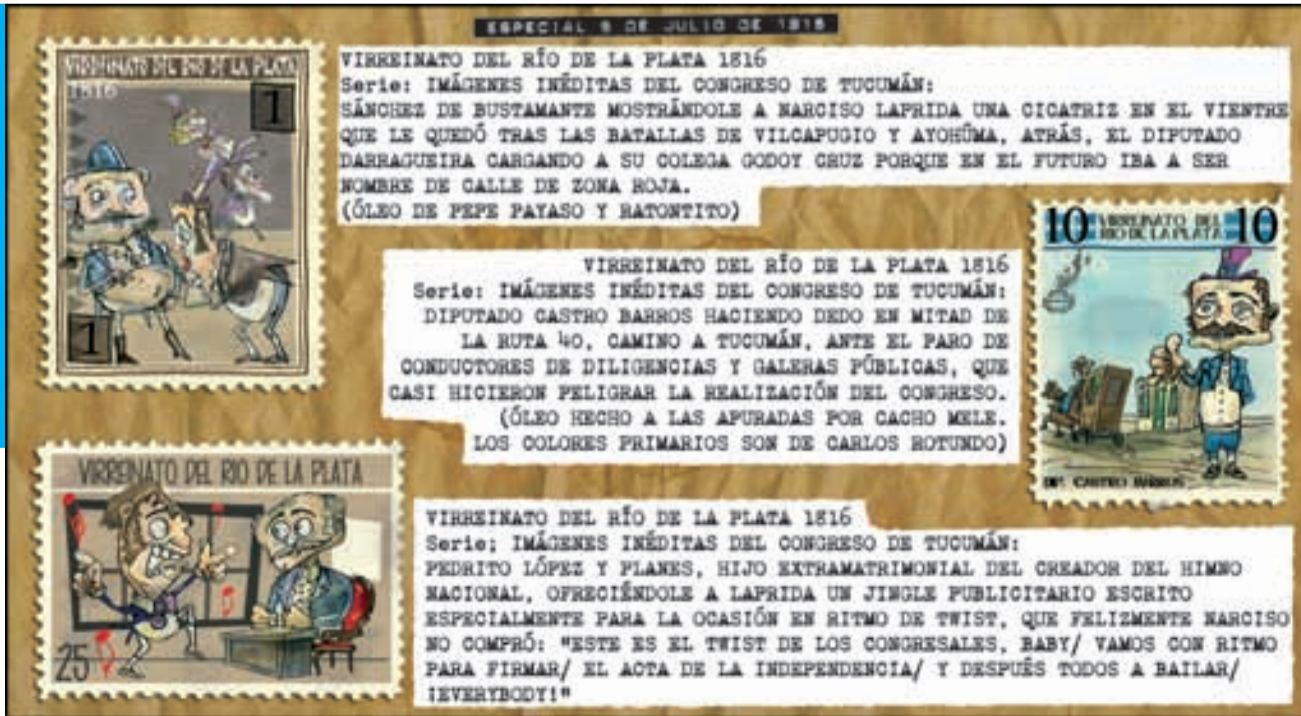 ESPECIAL 9 DE JULIO DE 1816
VIRREINATO DEL RIO DE LA PLATA
1816
1
1
VIRREINATO DEL RÍO DE LA PLATA 1816
Serie: IMÁGENES INÉDITAS DEL CONGRESO DE TUCUMÁN:
SÁNCHEZ DE BUSTAMANTE MOSTRÁNDOLE A NARCISO LAPRIDA UNA CICATRIZ EN EL VIENTRE
QUE LE QUEDÓ TRAS LAS BATALLAS DE VILCAPUGIO Y AYOHÚMA, ATRÁS, EL DIPUTADO
DARRAGUEIRA CARGANDO A SU COLEGA GODOY CRUZ PORQUE EN EL FUTURO IBA A SER
NOMBRE DE CALLE DE ZONA ROJA.
(ÓLEO DE PEPE PAYASO Y RATONTITO)
VIRREINATO DEL RÍO DE LA PLATA 1816
Serie: IMÁGENES INÉDITAS DEL CONGRESO DE TUCUMÁN:
DIPUTADO CASTRO BARROS HACIENDO DEDO EN MITAD DE
LA RUTA 40, CAMINO A TUCUMÁN, ANTE EL PARO DE
CONDUCTORES DE DILIGENCIAS Y GALERAS PÚBLICAS, QUE
CASI HICIERON PELIGRAR LA REALIZACIÓN DEL CONGRESO.
(ÓLEO HECHO A LAS APURADAS POR CACHO MELE.
LOS COLORES PRIMARIOS SON DE CARLOS ROTUNDO)
10 VIRREINATO DEL 10
RIO DE LA PLATA
DIP. CASTRO BARROS
VIRREINATO DEL RIO DE LA PLATA
25
VIRREINATO DEL RÍO DE LA PLATA 1816
Serie; IMÁGENES INÉDITAS DEL CONGRESO DE TUCUMÁN:
PEDRITO LÓPEZ Y PLANES, HIJO EXTRAMATRIMONIAL DEL CREADOR DEL HIMNO
NACIONAL, OFRECIÉNDOLE A LAPRIDA UN JINGLE PUBLICITARIO ESCRITO
ESPECIALMENTE PARA LA OCASIÓN EN RITMO DE TWIST, QUE FELIZMENTE NARCISO
NO COMPRÓ: "ESTE ES EL TWIST DE LOS CONGRESALES, BABY/ VAMOS CON RITMO
PARA FIRMAR/ EL ACTA DE LA INDEPENDENCIA/ Y DESPUÉS TODOS A BAILAR/
¡EVERYBODY!"